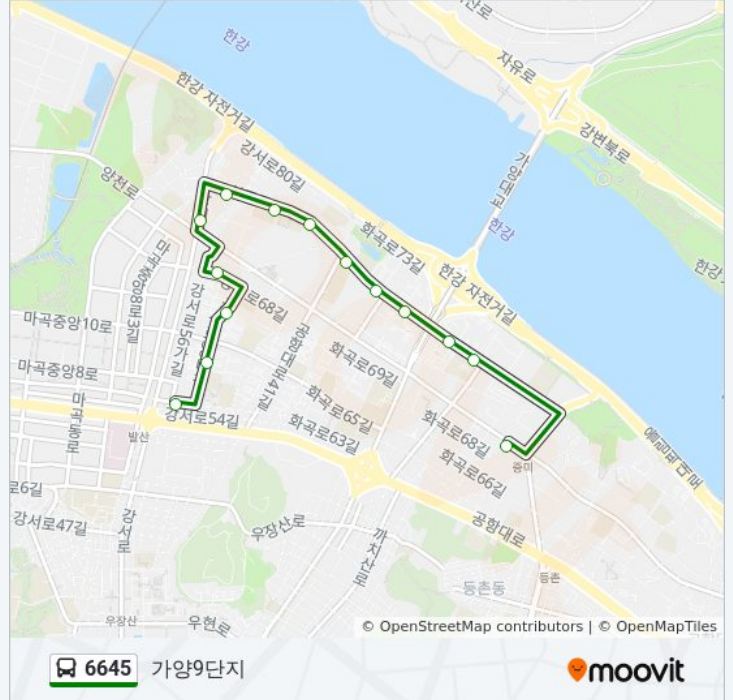 산로
자유로
한강
한강 자전거길
강변북로
강서로80길
가양대교
양천로
한강
화곡로73길
한강
한강 자전거길
마곡중앙8로3길
강서로56가길
로68길
마곡중앙10로
공항대로41길
화곡로69길
마곡중앙8로
마곡동로
화곡로65길
강서로54길
발산
화곡로63길
화곡로68길
화곡로66길
증미
로6길
강서로47길
강서로
우장산로
까치산로
공항대로
등촌
등촌동
우장산
우현로
© OpenStreetMap contributors | © OpenMapTiles
6645 가양9단지
moovit